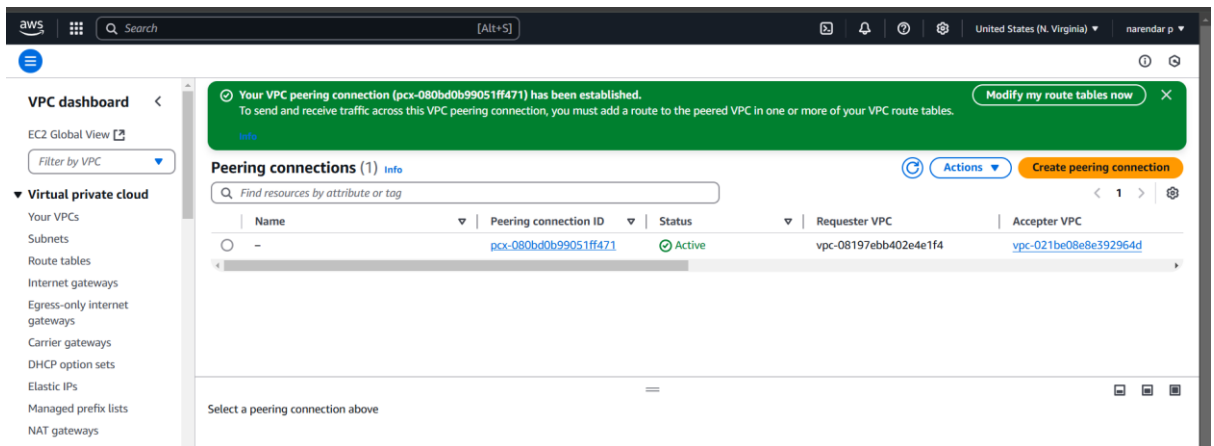 aws
Search [Alt+S] United States (N. Virginia) narendar p
VPC dashboard
EC2 Global View
Filter by VPC
Virtual private cloud
Your VPCs
Subnets
Route tables
Internet gateways
Egress-only internet
gateways
Carrier gateways
DHCP option sets
Elastic IPs
Managed prefix lists
NAT gateways
Your VPC peering connection (pcx-080bd0b99051ff471) has been established.
To send and receive traffic across this VPC peering connection, you must add a route to the peered VPC in one or more of your VPC route tables.
Info
Modify my route tables now
Peering connections (1) Info
Actions
Create peering connection
Find resources by attribute or tag
1
Name Peering connection ID Status Requester VPC Accepter VPC
– pcx-080bd0b99051ff471 Active vpc-08197ebb402e4e1f4 vpc-021be08e8e392964d
Select a peering connection above